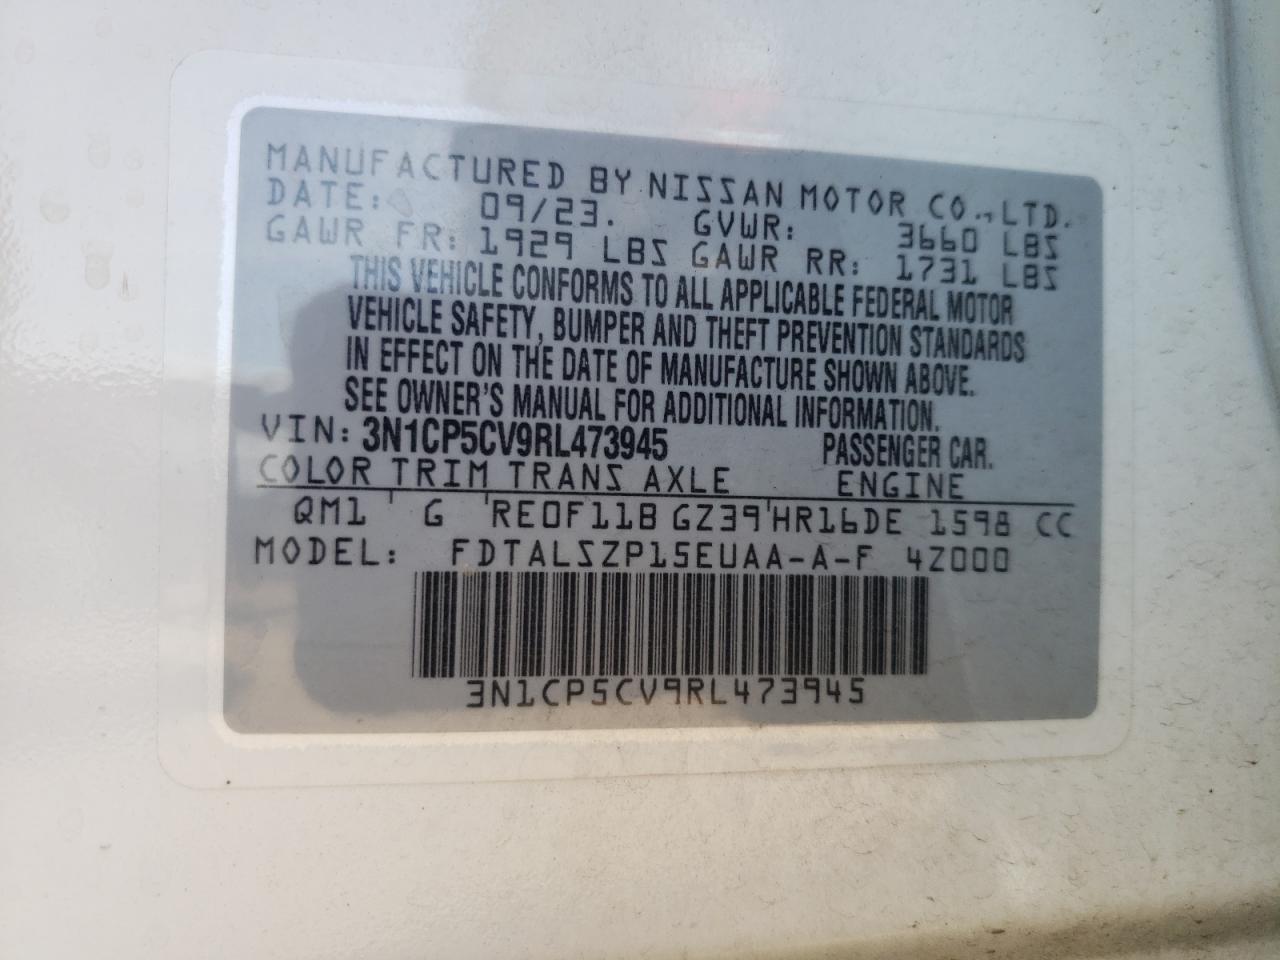 MANUFACTURED BY NISSAN MOTOR CO., LTD.
DATE: 09/23. GVWR: 3660 LBS
GAWR FR: 1929 LBS GAWR RR: 1731 LBS
THIS VEHICLE CONFORMS TO ALL APPLICABLE FEDERAL MOTOR
VEHICLE SAFETY, BUMPER AND THEFT PREVENTION STANDARDS
IN EFFECT ON THE DATE OF MANUFACTURE SHOWN ABOVE.
SEE OWNER'S MANUAL FOR ADDITIONAL INFORMATION.
VIN: 3N1CP5CV9RL473945 PASSENGER CAR.
COLOR TRIM TRANS AXLE ENGINE
QM1 ' G 'RE0F11B GZ39'HR16DE 1598 CC
MODEL: FDTALSZP15EUAA-A-F 4Z000
3N1CP5CV9RL473945